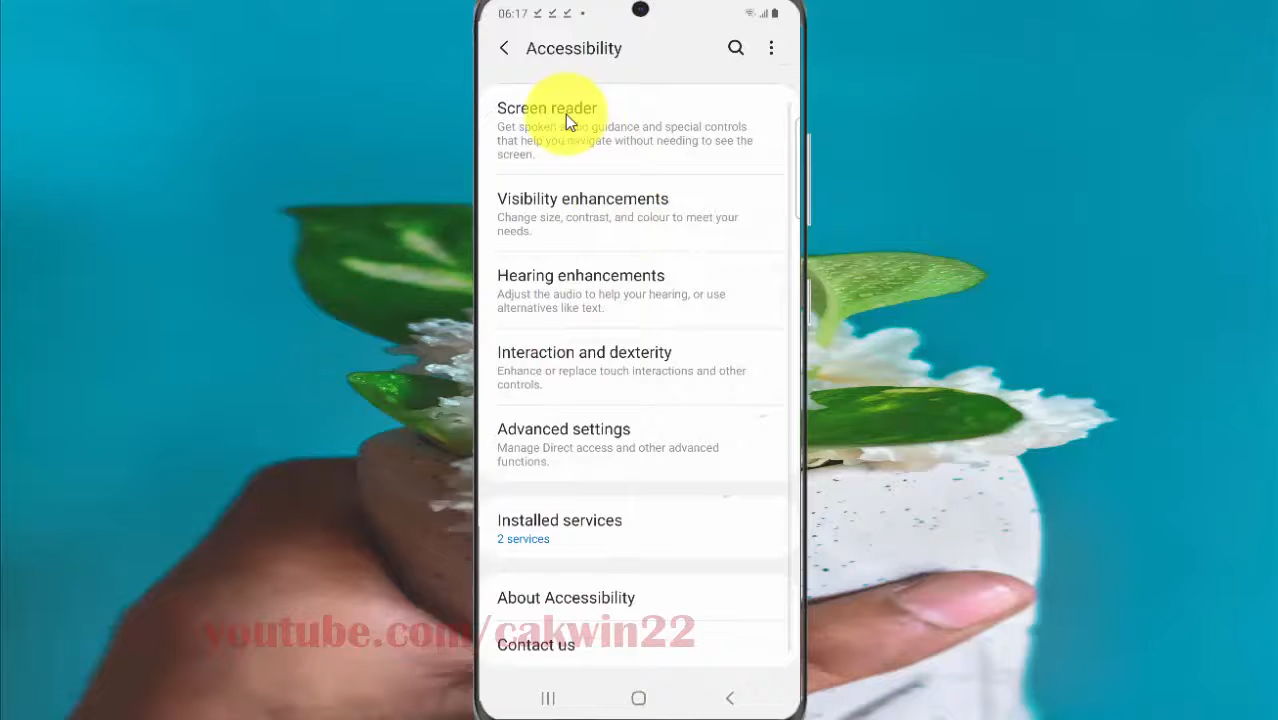 06:17
Accessibility
Screen reader
Get spoken audio guidance and special controls
that help you navigate without needing to see the
screen.
Visibility enhancements
Change size, contrast, and colour to meet your
needs.
Hearing enhancements
Adjust the audio to help your hearing, or use
alternatives like text.
Interaction and dexterity
Enhance or replace touch interactions and other
controls.
Advanced settings
Manage Direct access and other advanced
functions.
Installed services
2 services
About Accessibility
youtube.com/cakwin22
Contact us